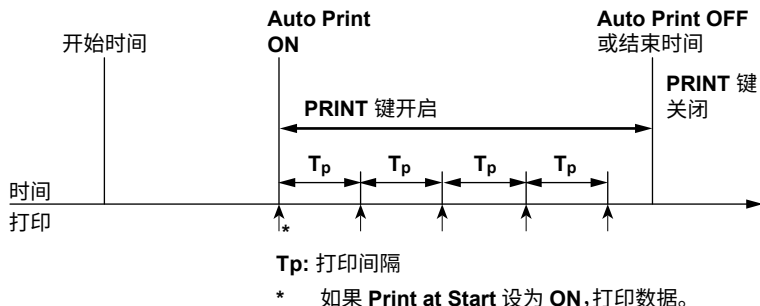 开始时间
Auto Print
ON
Auto Print OFF
或结束时间
PRINT 键
关闭
PRINT 键开启
Tp Tp Tp Tp
时间
打印
*
Tp: 打印间隔
* 如果 Print at Start 设为 ON,打印数据。